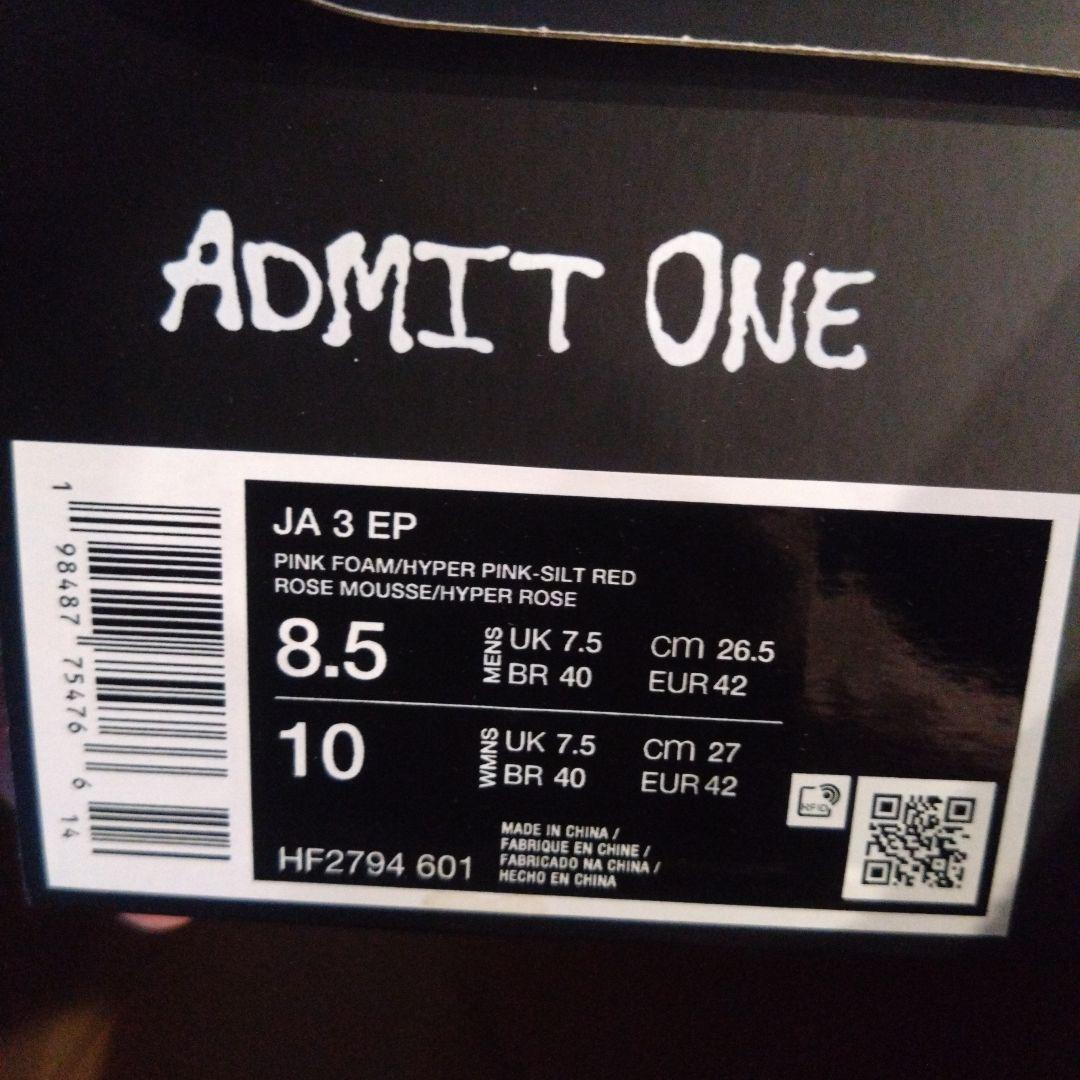 ADMIT ONE
1 98487 75476 6 14
JA 3 EP
PINK FOAM/HYPER PINK-SILT RED
ROSE MOUSSE/HYPER ROSE
8.5 MENS UK 7.5 cm 26.5
BR 40 EUR 42
10 WMNS UK 7.5 cm 27
BR 40 EUR 42
RFID
HF2794 601
MADE IN CHINA /
FABRIQUE EN CHINE /
FABRICADO NA CHINA /
HECHO EN CHINA